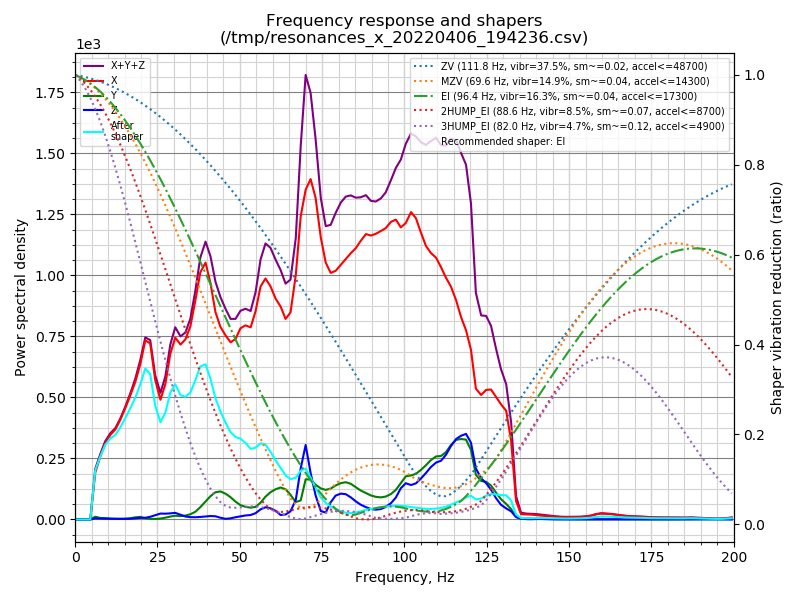 Frequency response and shapers
(/tmp/resonances_x_20220406_194236.csv)
1e3
X+Y+Z
X
Y
Z
After
shaper
ZV (111.8 Hz, vibr=37.5%, sm~=0.02, accel<=48700)
MZV (69.6 Hz, vibr=14.9%, sm~=0.04, accel<=14300)
EI (96.4 Hz, vibr=16.3%, sm~=0.04, accel<=17300)
2HUMP_EI (88.6 Hz, vibr=8.5%, sm~=0.07, accel<=8700)
3HUMP_EI (82.0 Hz, vibr=4.7%, sm~=0.12, accel<=4900)
Recommended shaper: EI
Power spectral density
1.75
1.50
1.25
1.00
0.75
0.50
0.25
0.00
1.0
0.8
0.6
0.4
0.2
0.0
Shaper vibration reduction (ratio)
0 25 50 75 100 125 150 175 200
Frequency, Hz